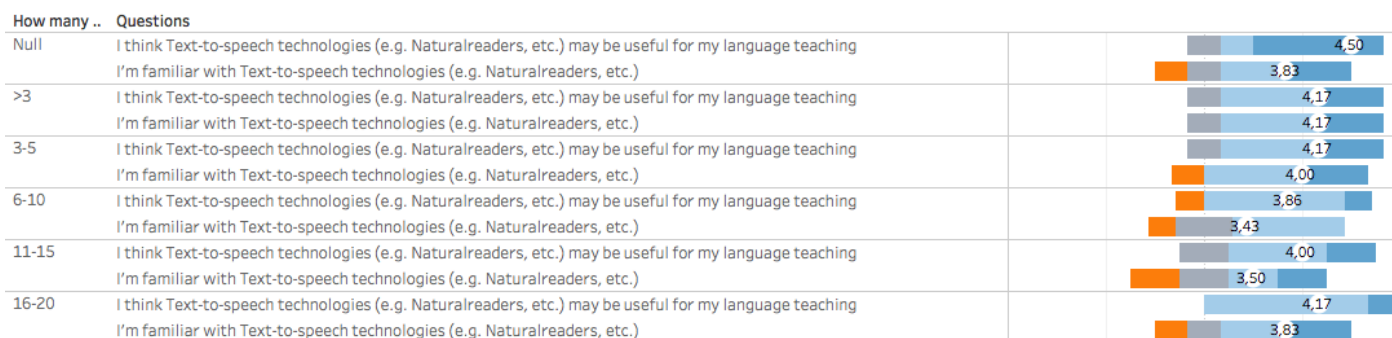 How many .. Questions
Null I think Text-to-speech technologies (e.g. Naturalreaders, etc.) may be useful for my language teaching 4,50
I'm familiar with Text-to-speech technologies (e.g. Naturalreaders, etc.) 3,83
>3 I think Text-to-speech technologies (e.g. Naturalreaders, etc.) may be useful for my language teaching 4,17
I'm familiar with Text-to-speech technologies (e.g. Naturalreaders, etc.) 4,17
3-5 I think Text-to-speech technologies (e.g. Naturalreaders, etc.) may be useful for my language teaching 4,17
I'm familiar with Text-to-speech technologies (e.g. Naturalreaders, etc.) 4,00
6-10 I think Text-to-speech technologies (e.g. Naturalreaders, etc.) may be useful for my language teaching 3,86
I'm familiar with Text-to-speech technologies (e.g. Naturalreaders, etc.) 3,43
11-15 I think Text-to-speech technologies (e.g. Naturalreaders, etc.) may be useful for my language teaching 4,00
I'm familiar with Text-to-speech technologies (e.g. Naturalreaders, etc.) 3,50
16-20 I think Text-to-speech technologies (e.g. Naturalreaders, etc.) may be useful for my language teaching 4,17
I'm familiar with Text-to-speech technologies (e.g. Naturalreaders, etc.) 3,83